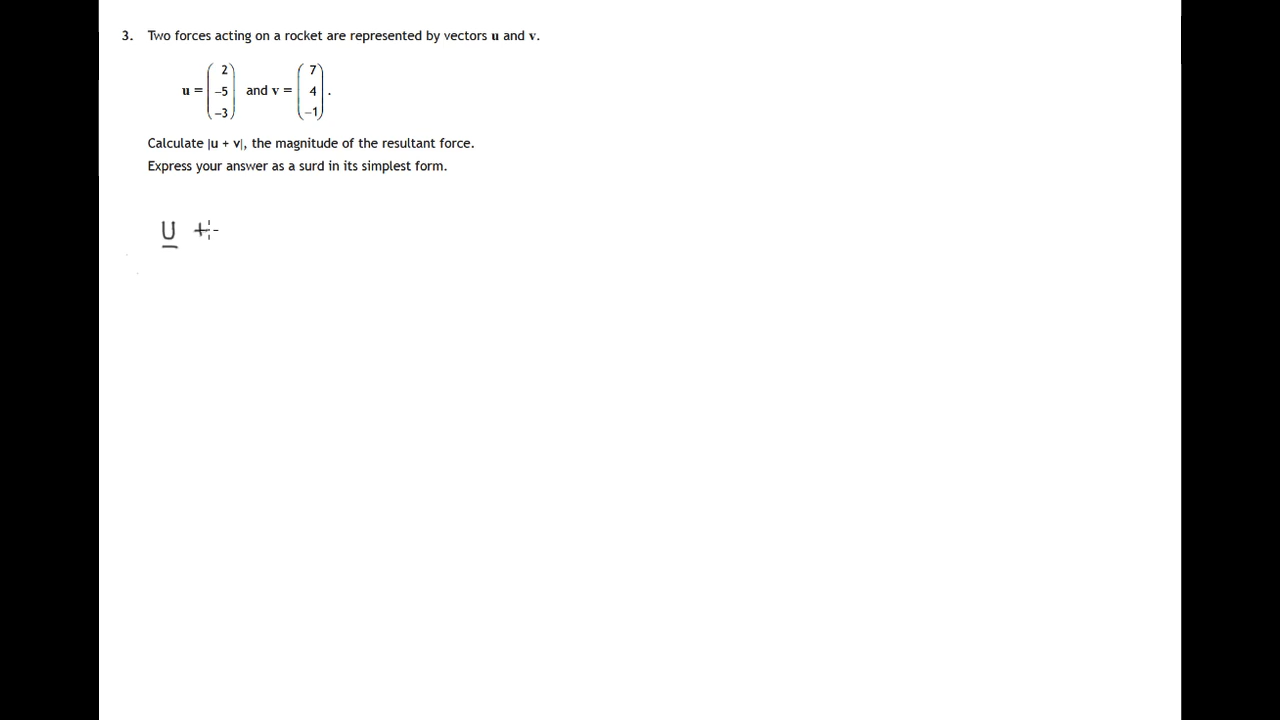 3. Two forces acting on a rocket are represented by vectors u and v.
u = (2 –5 –3) and v = (7 4 –1).
Calculate |u + v|, the magnitude of the resultant force.
Express your answer as a surd in its simplest form.
u +